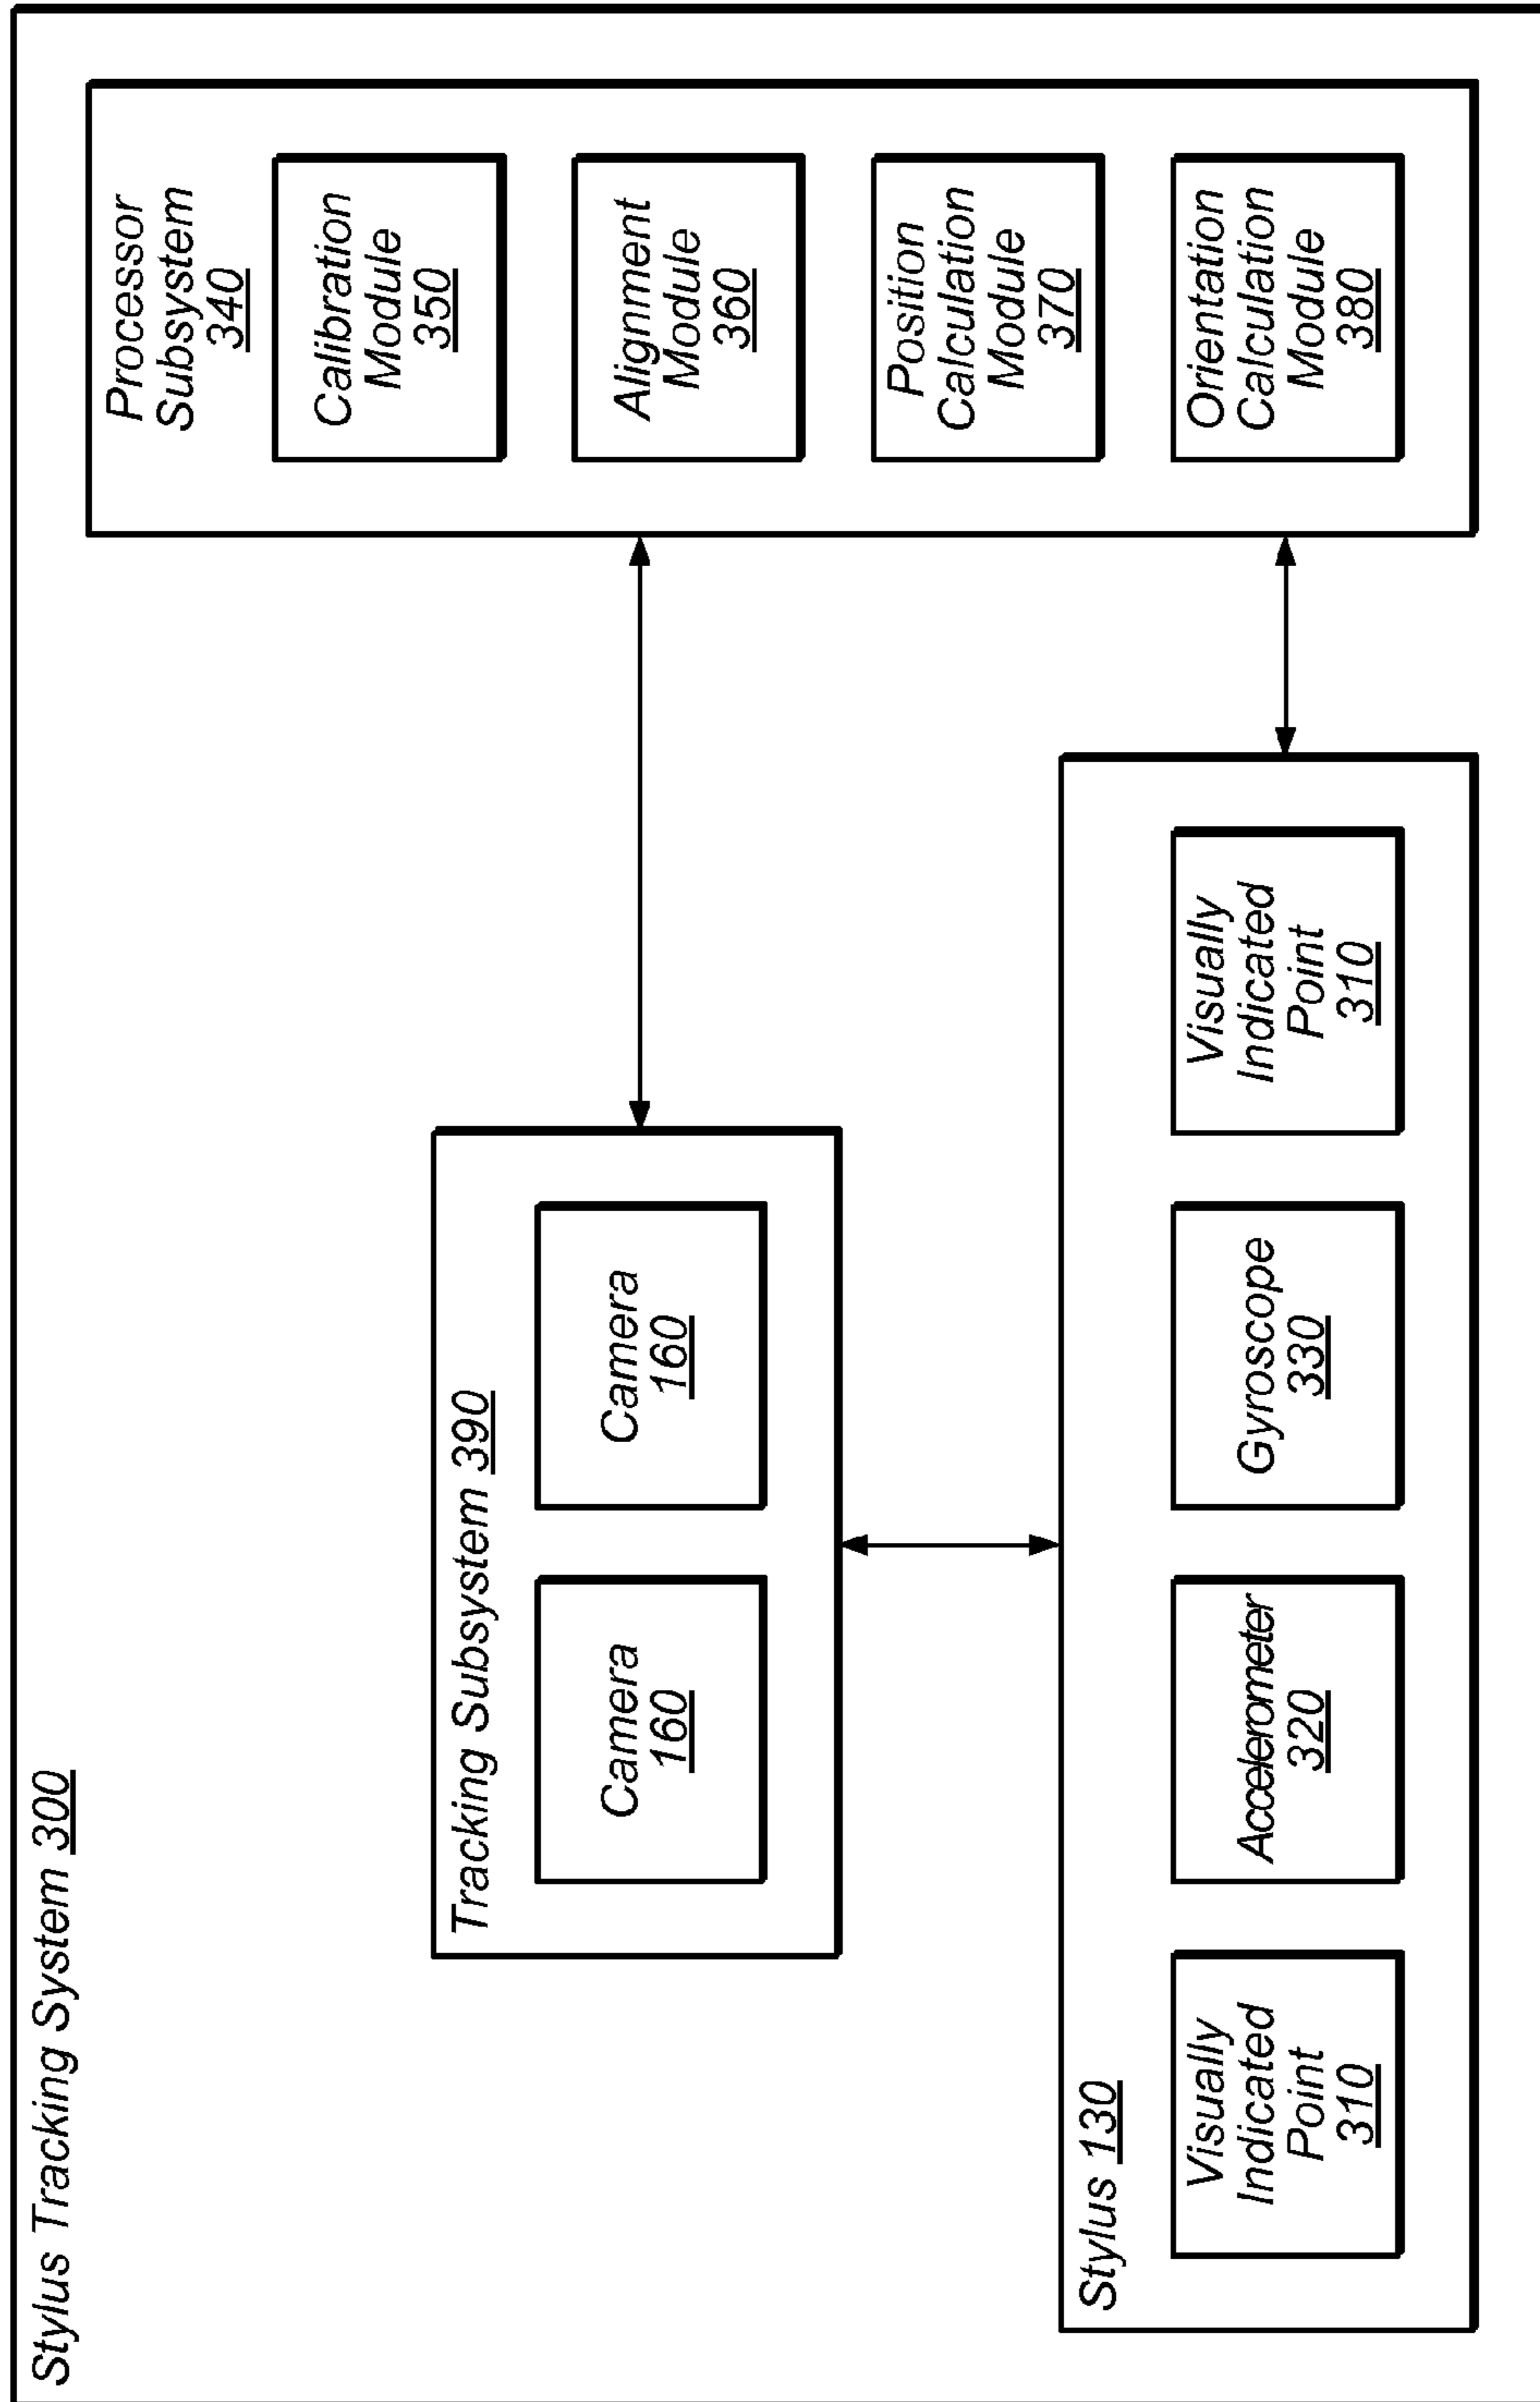 Stylus Tracking System 300
Tracking Subsystem 390
Camera
160
Camera
160
Processor
Subsystem
340
Calibration
Module
350
Alignment
Module
360
Position
Calculation
Module
370
Orientation
Calculation
Module
380
Stylus 130
Visually
Indicated
Point
310
Accelerometer
320
Gyroscope
330
Visually
Indicated
Point
310